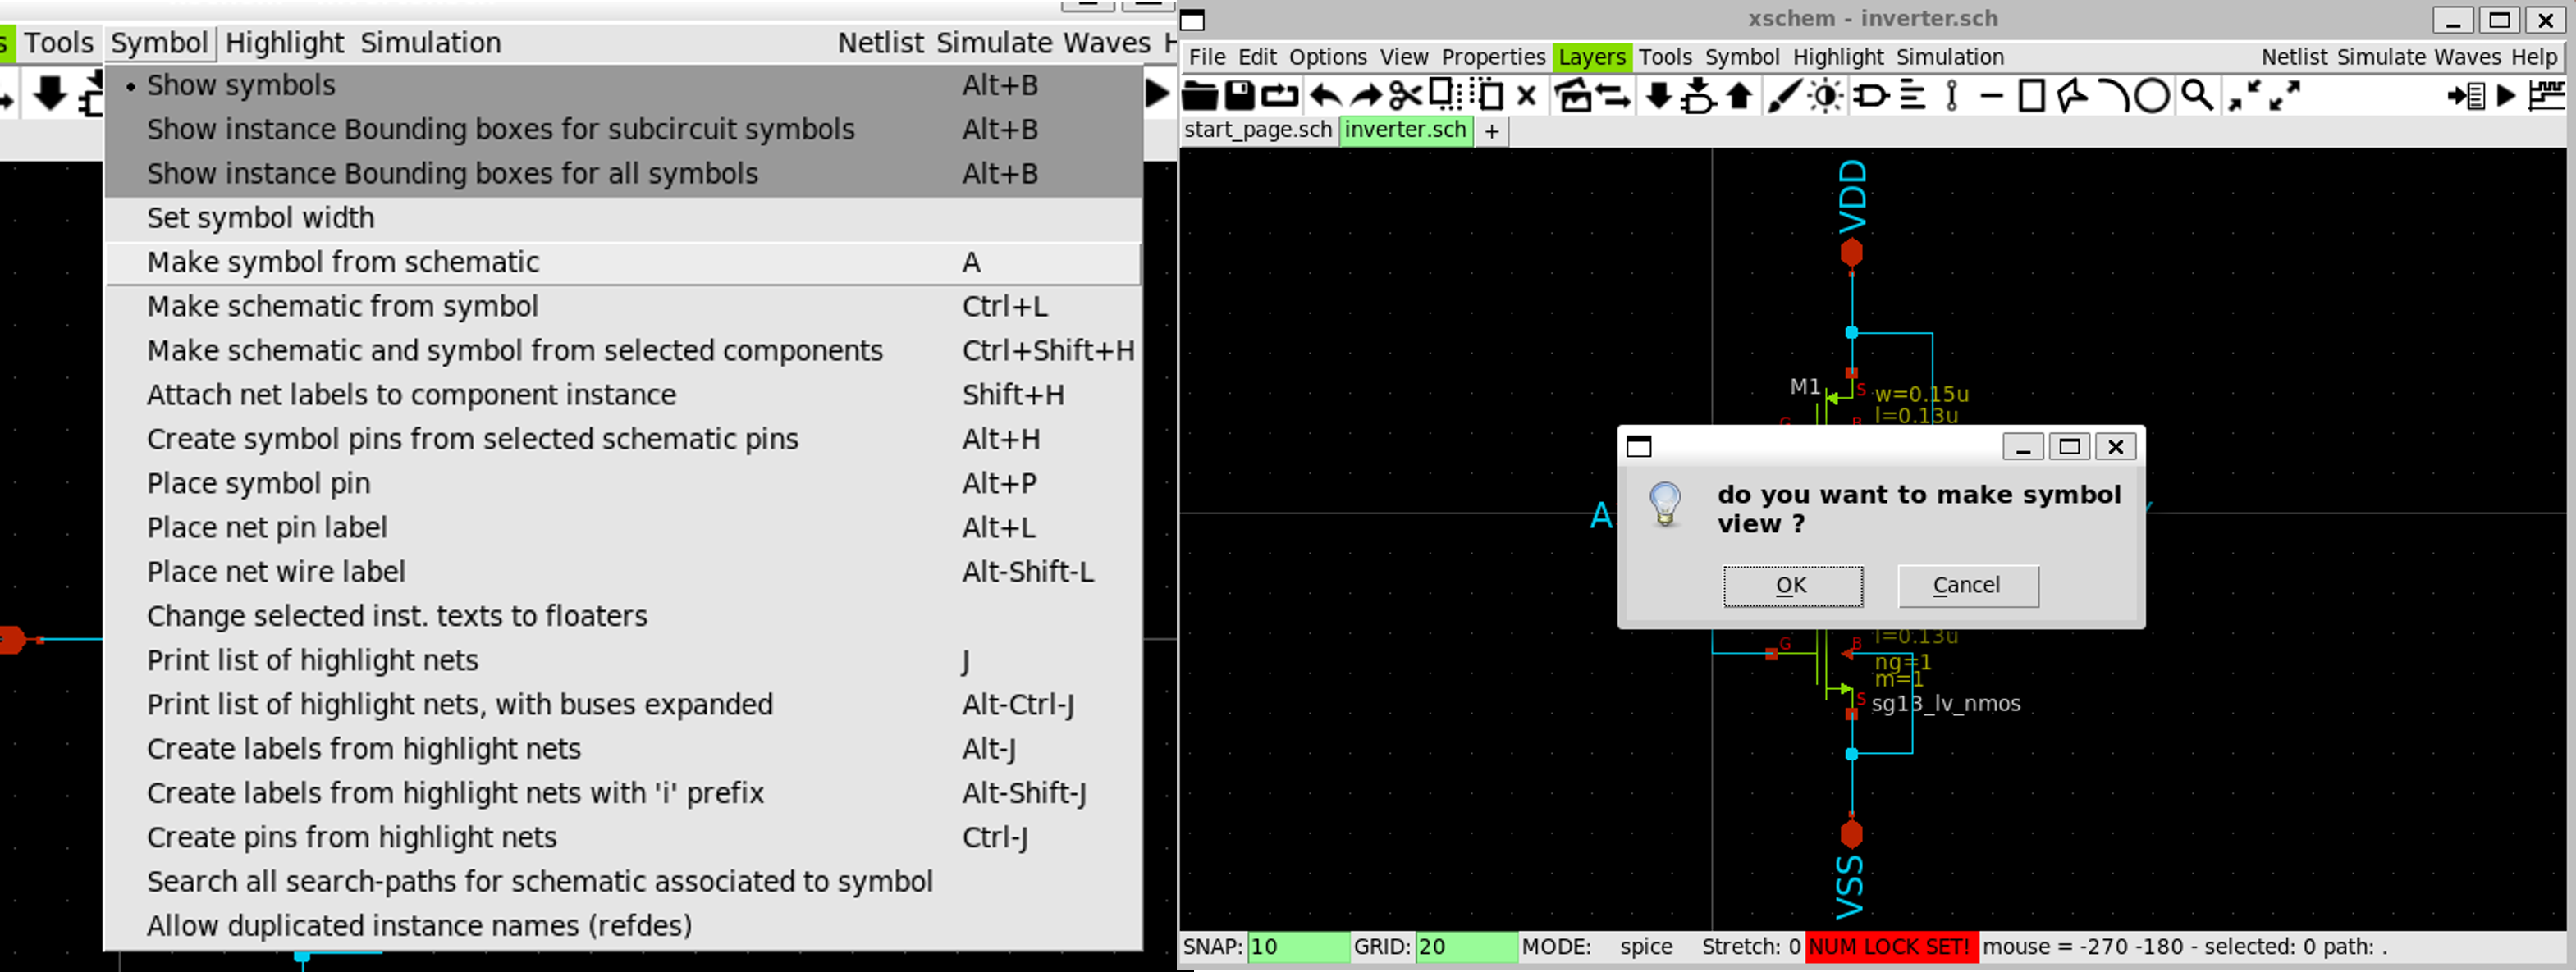 Tools Symbol Highlight Simulation Netlist Simulate Waves
Show symbols Alt+B
Show instance Bounding boxes for subcircuit symbols Alt+B
Show instance Bounding boxes for all symbols Alt+B
Set symbol width
Make symbol from schematic A
Make schematic from symbol Ctrl+L
Make schematic and symbol from selected components Ctrl+Shift+H
Attach net labels to component instance Shift+H
Create symbol pins from selected schematic pins Alt+H
Place symbol pin Alt+P
Place net pin label Alt+L
Place net wire label Alt-Shift-L
Change selected inst. texts to floaters
Print list of highlight nets J
Print list of highlight nets, with buses expanded Alt-Ctrl-J
Create labels from highlight nets Alt-J
Create labels from highlight nets with 'i' prefix Alt-Shift-J
Create pins from highlight nets Ctrl-J
Search all search-paths for schematic associated to symbol
Allow duplicated instance names (refdes)
xschem - inverter.sch
File Edit Options View Properties Layers Tools Symbol Highlight Simulation Netlist Simulate Waves Help
start_page.sch inverter.sch +
VDD
M1 S w=0.15u
l=0.13u
do you want to make symbol
view ?
OK Cancel
A
l=0.13u
G B
ng=1
m=1
S sg13_lv_nmos
VSS
SNAP: 10 GRID: 20 MODE: spice Stretch: 0 NUM LOCK SET! mouse = -270 -180 - selected: 0 path: .